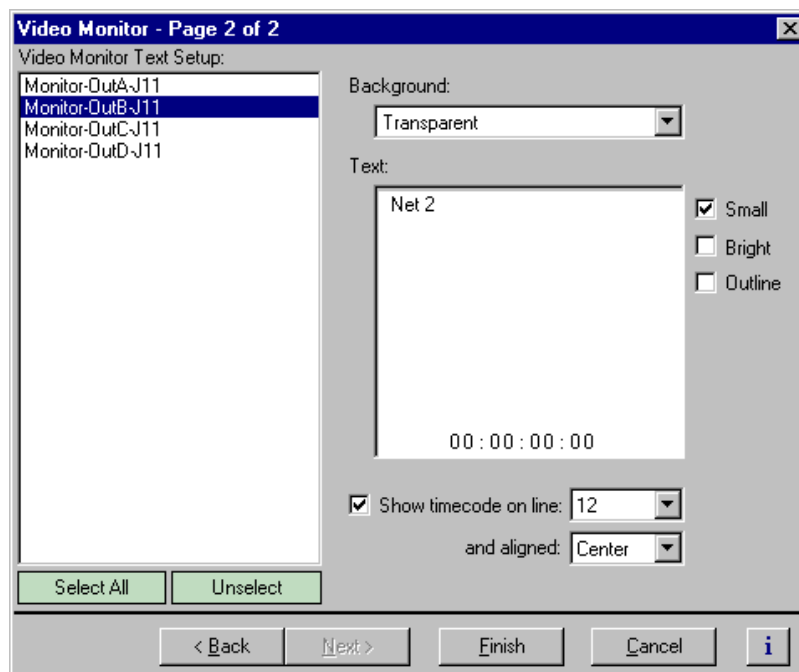 Video Monitor - Page 2 of 2
Video Monitor Text Setup:
Monitor-OutA-J11
Monitor-OutB-J11
Monitor-OutC-J11
Monitor-OutD-J11
Select All
Unselect
Background:
Transparent
Text:
Net 2
00:00:00:00
Small
Bright
Outline
Show timecode on line: 12
and aligned: Center
< Back
Next >
Finish
Cancel
i